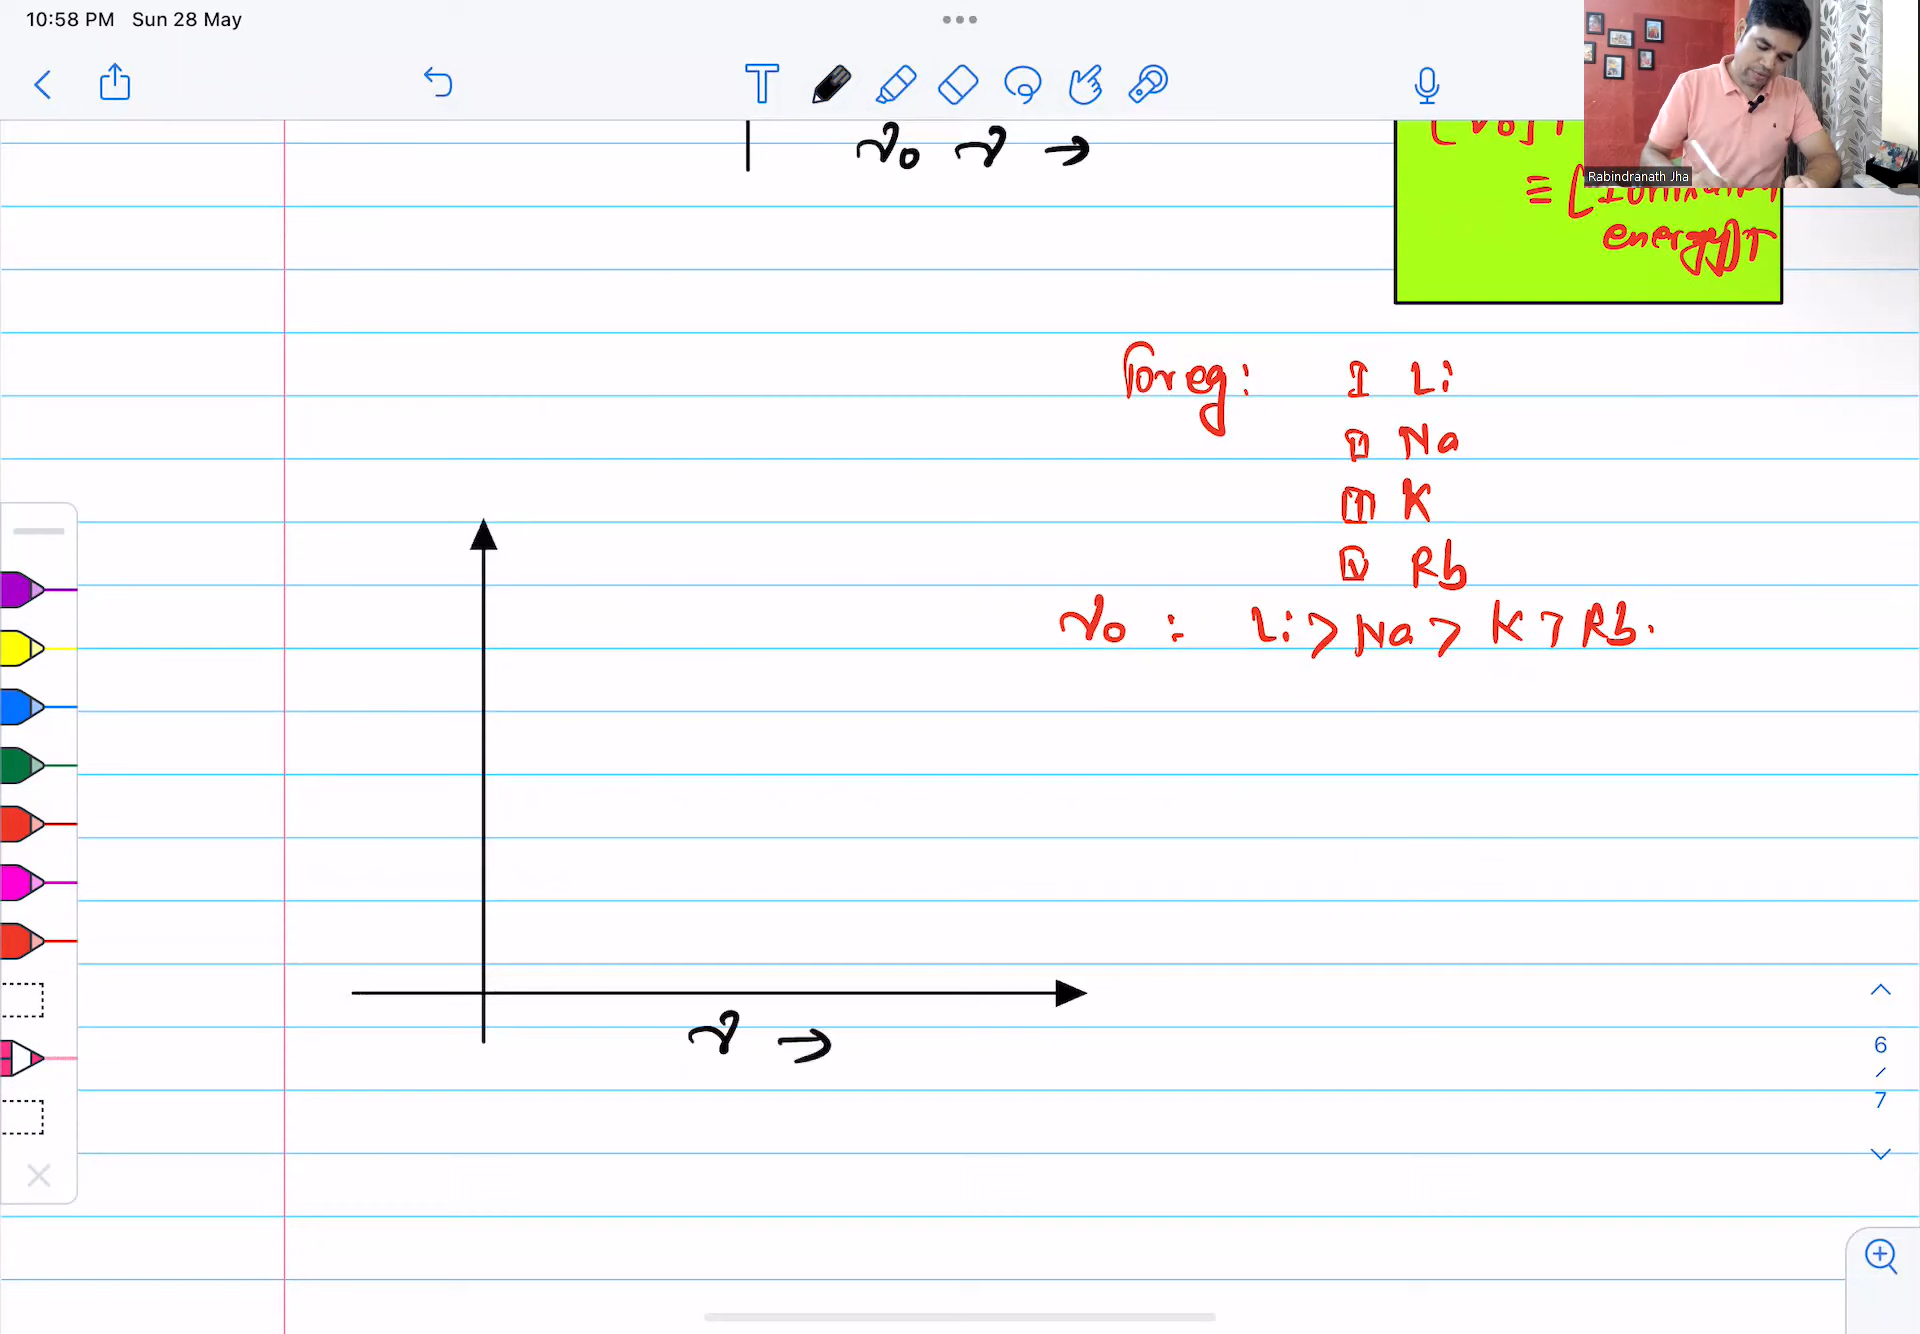 10:58 PM Sun 28 May
T
ν₀ ν →
Rabindranath Jha
≡ [
energy]↑
For eg: I Li
II Na
III K
IV Rb
ν₀ : Li > Na > K > Rb.
ν →
6
/
7